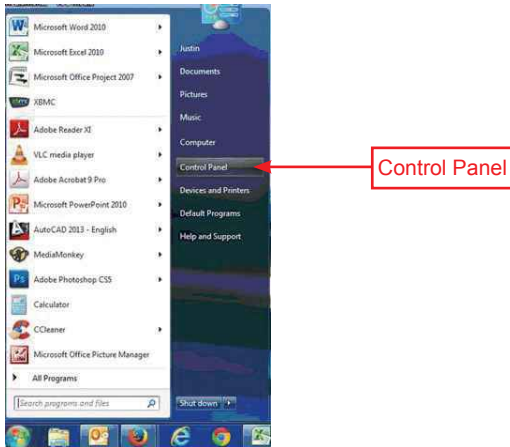 Microsoft Word 2010
Microsoft Excel 2010
Microsoft Office Project 2007
XBMC
Adobe Reader XI
VLC media player
Adobe Acrobat 9 Pro
Microsoft PowerPoint 2010
AutoCAD 2013 - English
MediaMonkey
Adobe Photoshop CS5
Calculator
CCleaner
Microsoft Office Picture Manager
All Programs
Search programs and files
Justin
Documents
Pictures
Music
Computer
Control Panel
Devices and Printers
Default Programs
Help and Support
Shut down
Control Panel